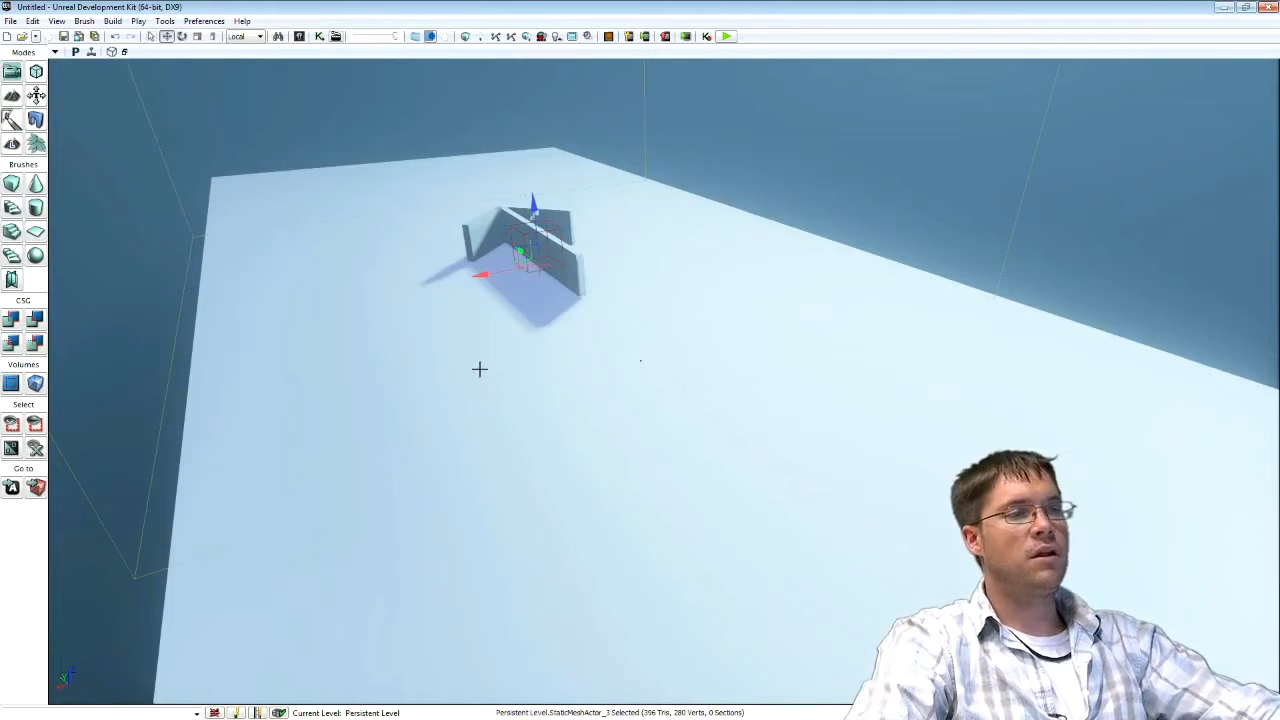 Untitled - Unreal Development Kit (64-bit, DX9)
File Edit View Brush Build Play Tools Preferences Help
Local
Modes
P
Brushes
CSG
Volumes
Select
Go to
Current Level: Persistent Level
Persistent Level.StaticMeshActor_3 Selected (396 Tris, 280 Verts, 0 Sections)